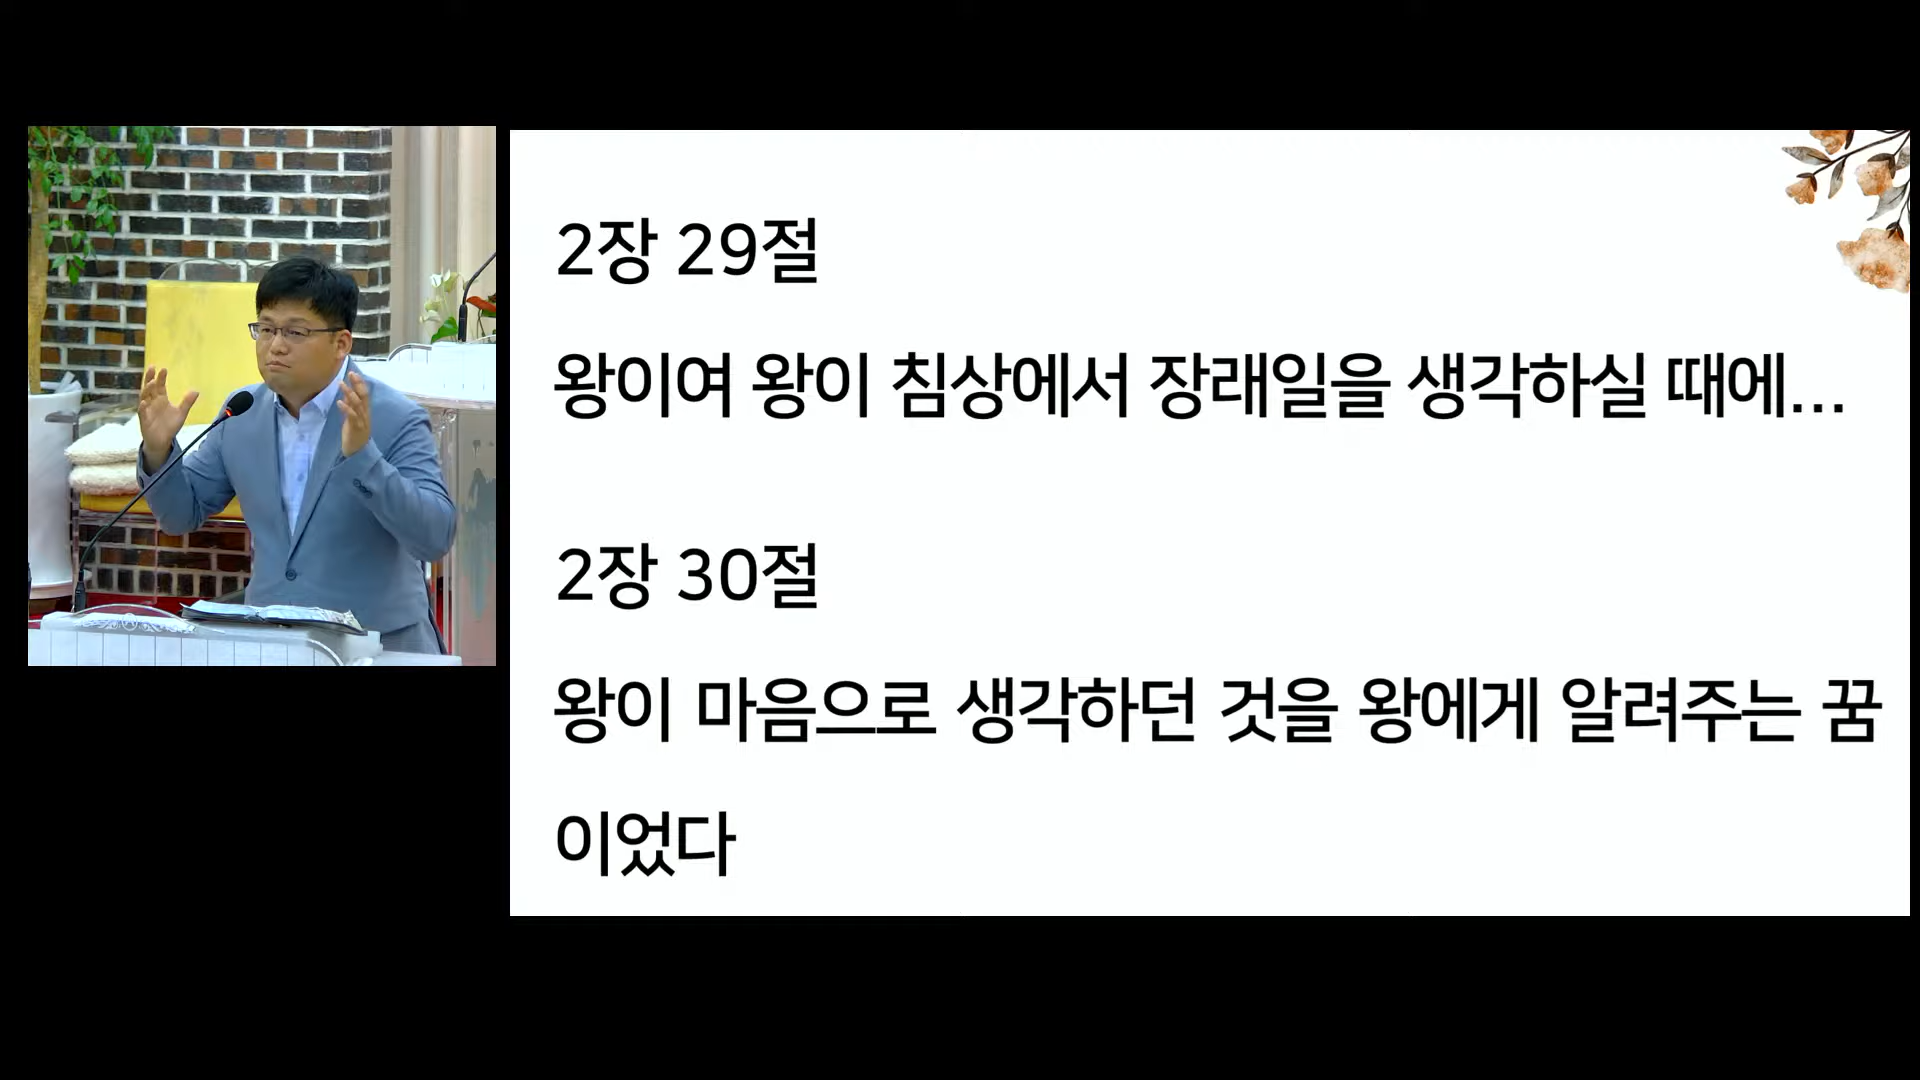 2장 29절
왕이여 왕이 침상에서 장래일을 생각하실 때에...
2장 30절
왕이 마음으로 생각하던 것을 왕에게 알려주는 꿈
이었다